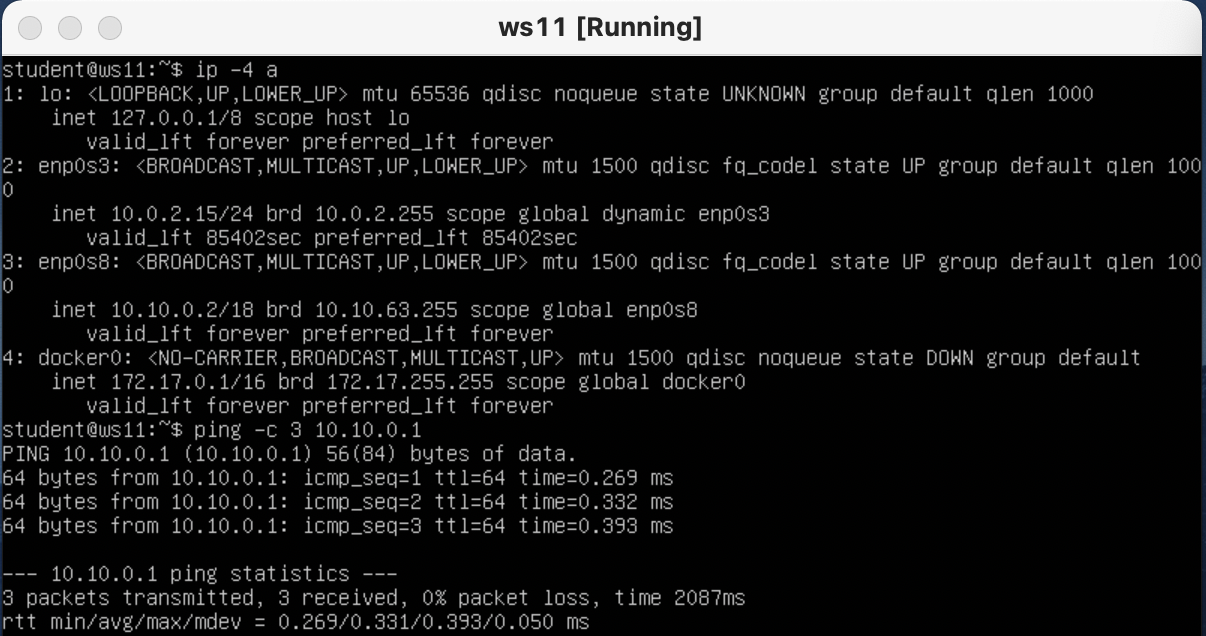 ws11 [Running]
student@ws11:~$ ip -4 a
1: lo: <LOOPBACK,UP,LOWER_UP> mtu 65536 qdisc noqueue state UNKNOWN group default qlen 1000
    inet 127.0.0.1/8 scope host lo
       valid_lft forever preferred_lft forever
2: enp0s3: <BROADCAST,MULTICAST,UP,LOWER_UP> mtu 1500 qdisc fq_codel state UP group default qlen 100
0
    inet 10.0.2.15/24 brd 10.0.2.255 scope global dynamic enp0s3
       valid_lft 85402sec preferred_lft 85402sec
3: enp0s8: <BROADCAST,MULTICAST,UP,LOWER_UP> mtu 1500 qdisc fq_codel state UP group default qlen 100
0
    inet 10.10.0.2/18 brd 10.10.63.255 scope global enp0s8
       valid_lft forever preferred_lft forever
4: docker0: <NO-CARRIER,BROADCAST,MULTICAST,UP> mtu 1500 qdisc noqueue state DOWN group default
    inet 172.17.0.1/16 brd 172.17.255.255 scope global docker0
       valid_lft forever preferred_lft forever
student@ws11:~$ ping -c 3 10.10.0.1
PING 10.10.0.1 (10.10.0.1) 56(84) bytes of data.
64 bytes from 10.10.0.1: icmp_seq=1 ttl=64 time=0.269 ms
64 bytes from 10.10.0.1: icmp_seq=2 ttl=64 time=0.332 ms
64 bytes from 10.10.0.1: icmp_seq=3 ttl=64 time=0.393 ms

--- 10.10.0.1 ping statistics ---
3 packets transmitted, 3 received, 0% packet loss, time 2087ms
rtt min/avg/max/mdev = 0.269/0.331/0.393/0.050 ms